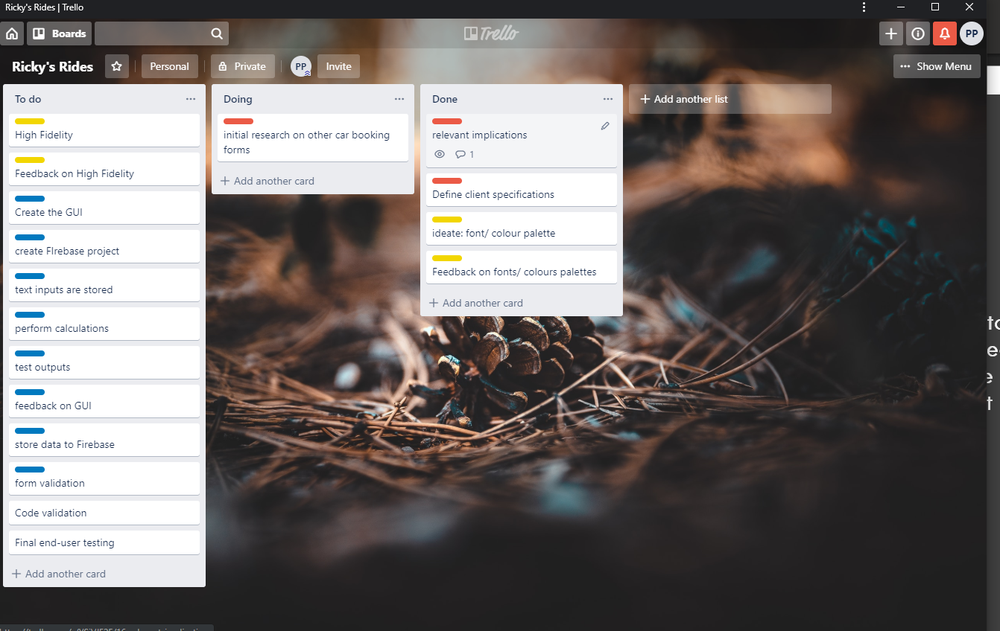 Ricky's Rides | Trello
Boards
Trello
PP
Ricky's Rides
Personal
Private
PP
Invite
Show Menu
To do
High Fidelity
Feedback on High Fidelity
Create the GUI
create FIrebase project
text inputs are stored
perform calculations
test outputs
feedback on GUI
store data to Firebase
form validation
Code validation
Final end-user testing
Add another card
Doing
initial research on other car booking
forms
Add another card
Done
relevant implications
1
Define client specifications
ideate: font/ colour palette
Feedback on fonts/ colours palettes
Add another card
Add another list